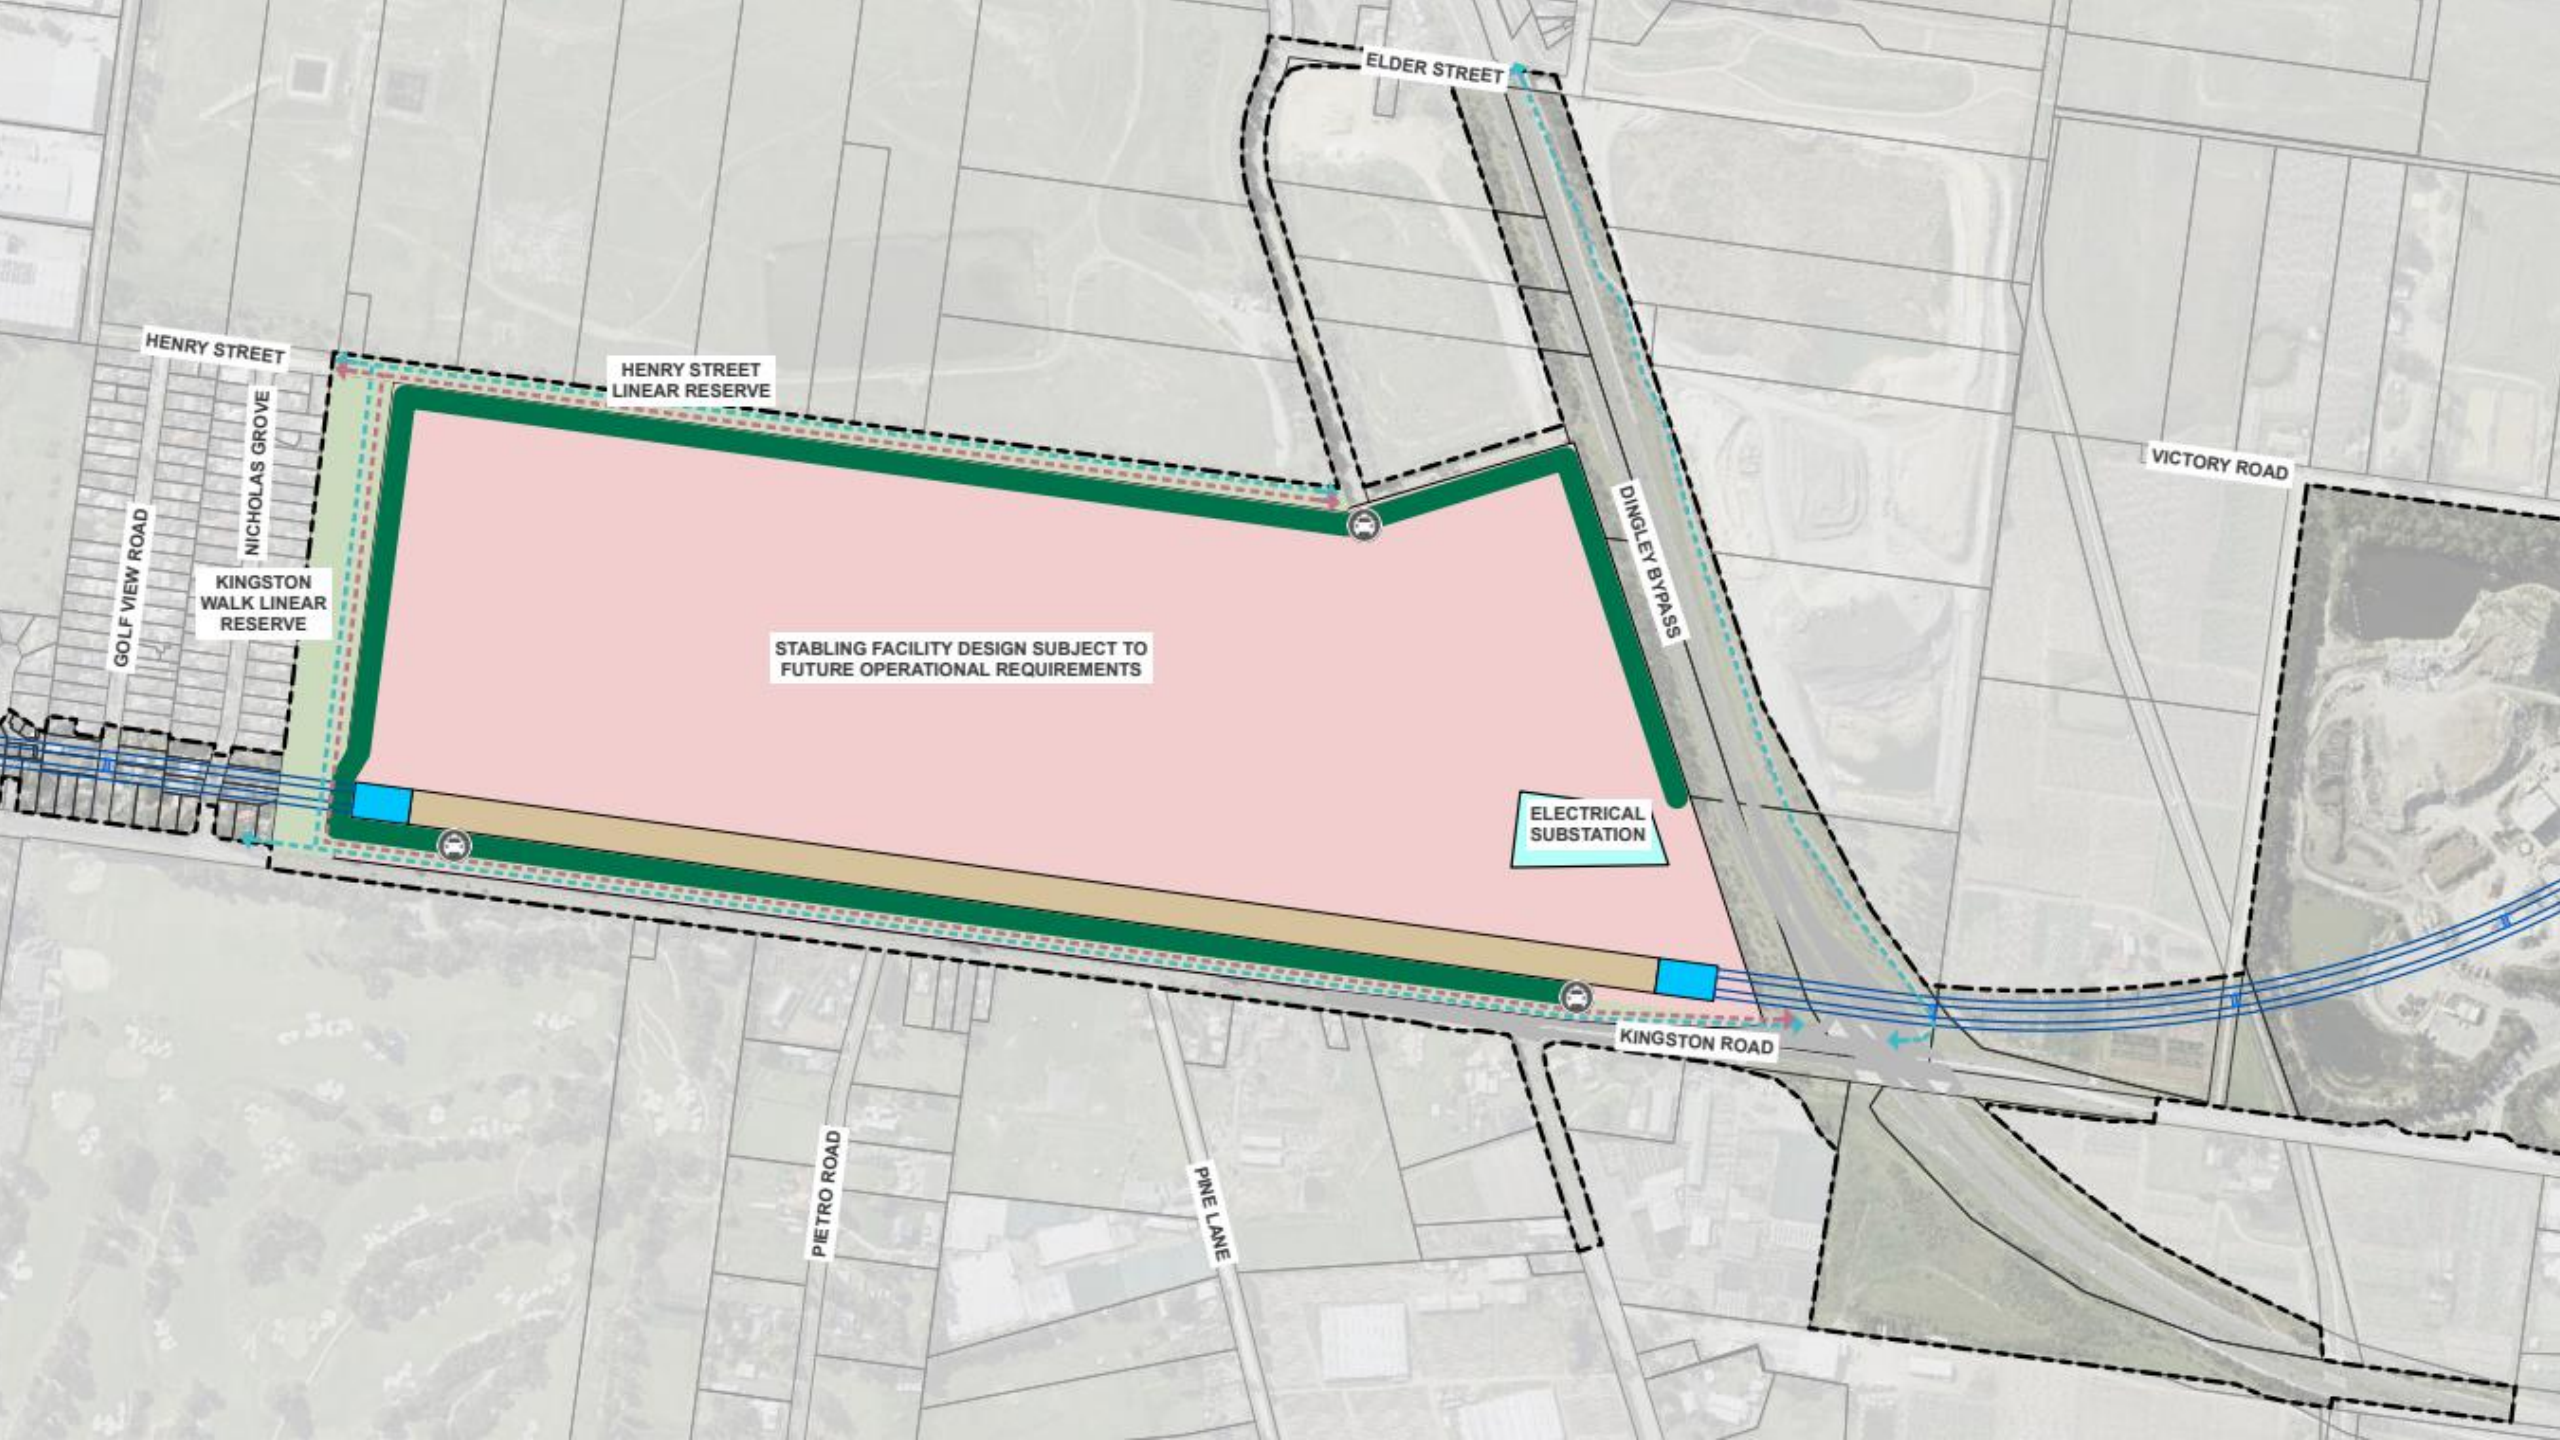 ELDER STREET
HENRY STREET
HENRY STREET
LINEAR RESERVE
NICHOLAS GROVE
GOLF VIEW ROAD
KINGSTON
WALK LINEAR
RESERVE
VICTORY ROAD
DINGLEY BYPASS
STABLING FACILITY DESIGN SUBJECT TO
FUTURE OPERATIONAL REQUIREMENTS
ELECTRICAL
SUBSTATION
KINGSTON ROAD
PIETRO ROAD
PINE LANE